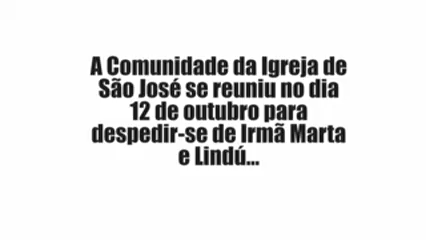 A Comunidade da Igreja de
São José se reuniu no dia
12 de outubro para
despedir-se de Irmã Marta
e Lindú...